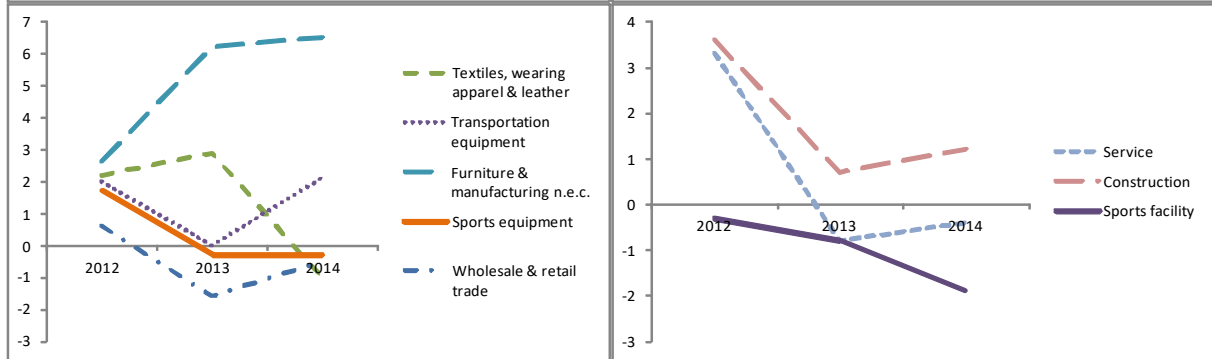 7
6
5
4
3
2
1
0
-1
-2
-3
2012
2013
2014
Textiles, wearing
apparel & leather
Transportation
equipment
Furniture &
manufacturing n.e.c.
Sports equipment
Wholesale & retail
trade
4
3
2
1
0
-1
-2
-3
2012
2013
2014
Service
Construction
Sports facility